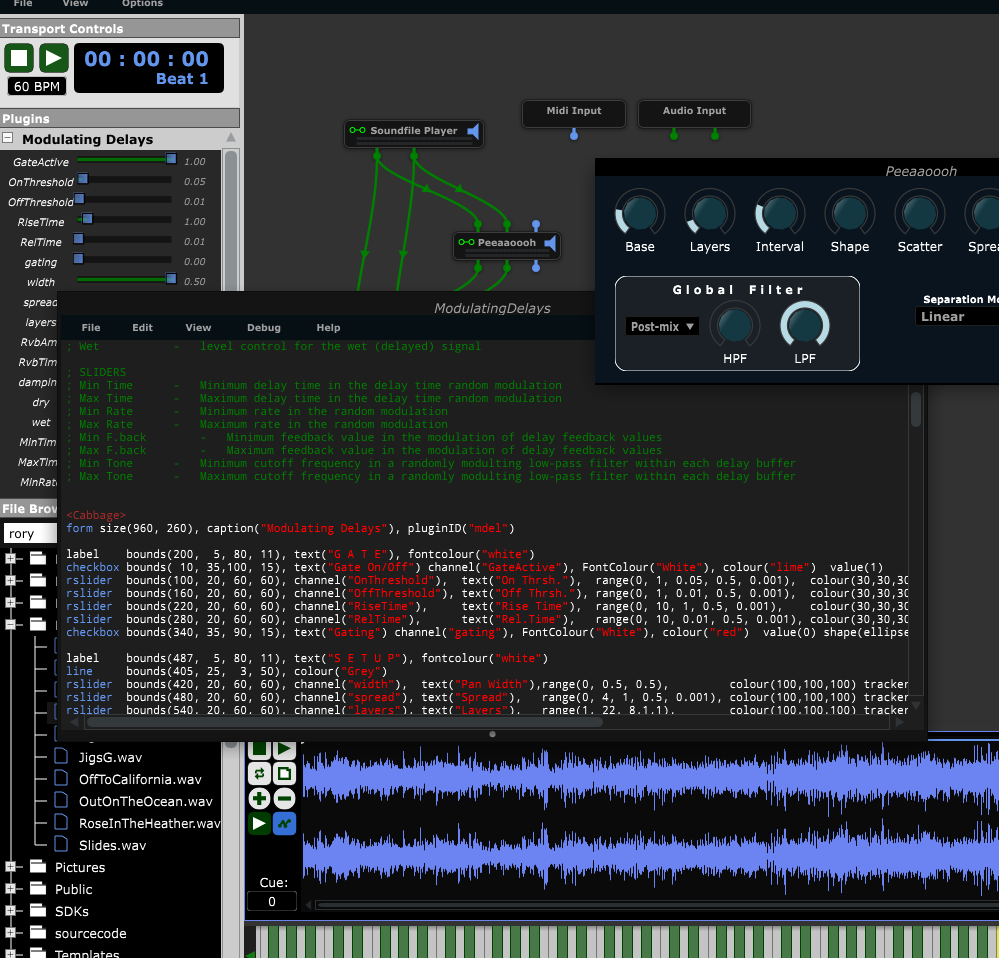 File View Options
Transport Controls
00 : 00 : 00
Beat 1
60 BPM
Plugins
Modulating Delays
GateActive 1.00
OnThreshold 0.05
OffThreshold 0.01
RiseTime 1.00
RelTime 0.01
gating 0.00
width 0.50
spread
layers
RvbAm
RvbTim
dampin
dry
wet
MinTim
MaxTim
MinRate
File Brow
rory
JigsG.wav
OffToCalifornia.wav
OutOnTheOcean.wav
RoseInTheHeather.wav
Slides.wav
Pictures
Public
SDKs
sourcecode
Templates
Midi Input
Audio Input
Soundfile Player
Peeaaoooh
Peeaaoooh
Base Layers Interval Shape Scatter Sprea
Global Filter
Post-mix
HPF LPF
Separation Mo
Linear
ModulatingDelays
File Edit View Debug Help
; Wet - level control for the wet (delayed) signal
; SLIDERS
; Min Time - Minimum delay time in the delay time random modulation
; Max Time - Maximum delay time in the delay time random modulation
; Min Rate - Minimum rate in the random modulation
; Max Rate - Maximum rate in the random modulation
; Min F.back - Minimum feedback value in the modulation of delay feedback values
; Max F.back - Maximum feedback value in the modulation of delay feedback values
; Min Tone - Minimum cutoff frequency in a randomly modulting low-pass filter within each delay buffer
; Max Tone - Maximum cutoff frequency in a randomly modulting low-pass filter within each delay buffer
<Cabbage>
form size(960, 260), caption("Modulating Delays"), pluginID("mdel")
label bounds(200, 5, 80, 11), text("G A T E"), fontcolour("white")
checkbox bounds( 10, 35,100, 15), text("Gate On/Off") channel("GateActive"), FontColour("White"), colour("lime") value(1)
rslider bounds(100, 20, 60, 60), channel("OnThreshold"), text("On Thrsh."), range(0, 1, 0.05, 0.5, 0.001), colour(30,30,30
rslider bounds(160, 20, 60, 60), channel("OffThreshold"), text("Off Thrsh."), range(0, 1, 0.01, 0.5, 0.001), colour(30,30,30
rslider bounds(220, 20, 60, 60), channel("RiseTime"), text("Rise Time"), range(0, 10, 1, 0.5, 0.001), colour(30,30,30
rslider bounds(280, 20, 60, 60), channel("RelTime"), text("Rel.Time"), range(0, 10, 0.01, 0.5, 0.001), colour(30,30,30
checkbox bounds(340, 35, 90, 15), text("Gating") channel("gating"), FontColour("White"), colour("red") value(0) shape(ellipse
label bounds(487, 5, 80, 11), text("S E T U P"), fontcolour("white")
line bounds(405, 25, 3, 50), colour("Grey")
rslider bounds(420, 20, 60, 60), channel("width"), text("Pan Width"),range(0, 0.5, 0.5), colour(100,100,100) tracker
rslider bounds(480, 20, 60, 60), channel("spread"), text("Spread"), range(0, 4, 1, 0.5, 0.001), colour(100,100,100) tracker
rslider bounds(540, 20, 60, 60), channel("layers"), text("Layers"), range(1, 22, 8,1,1), colour(100,100,100) tracker
Cue:
0